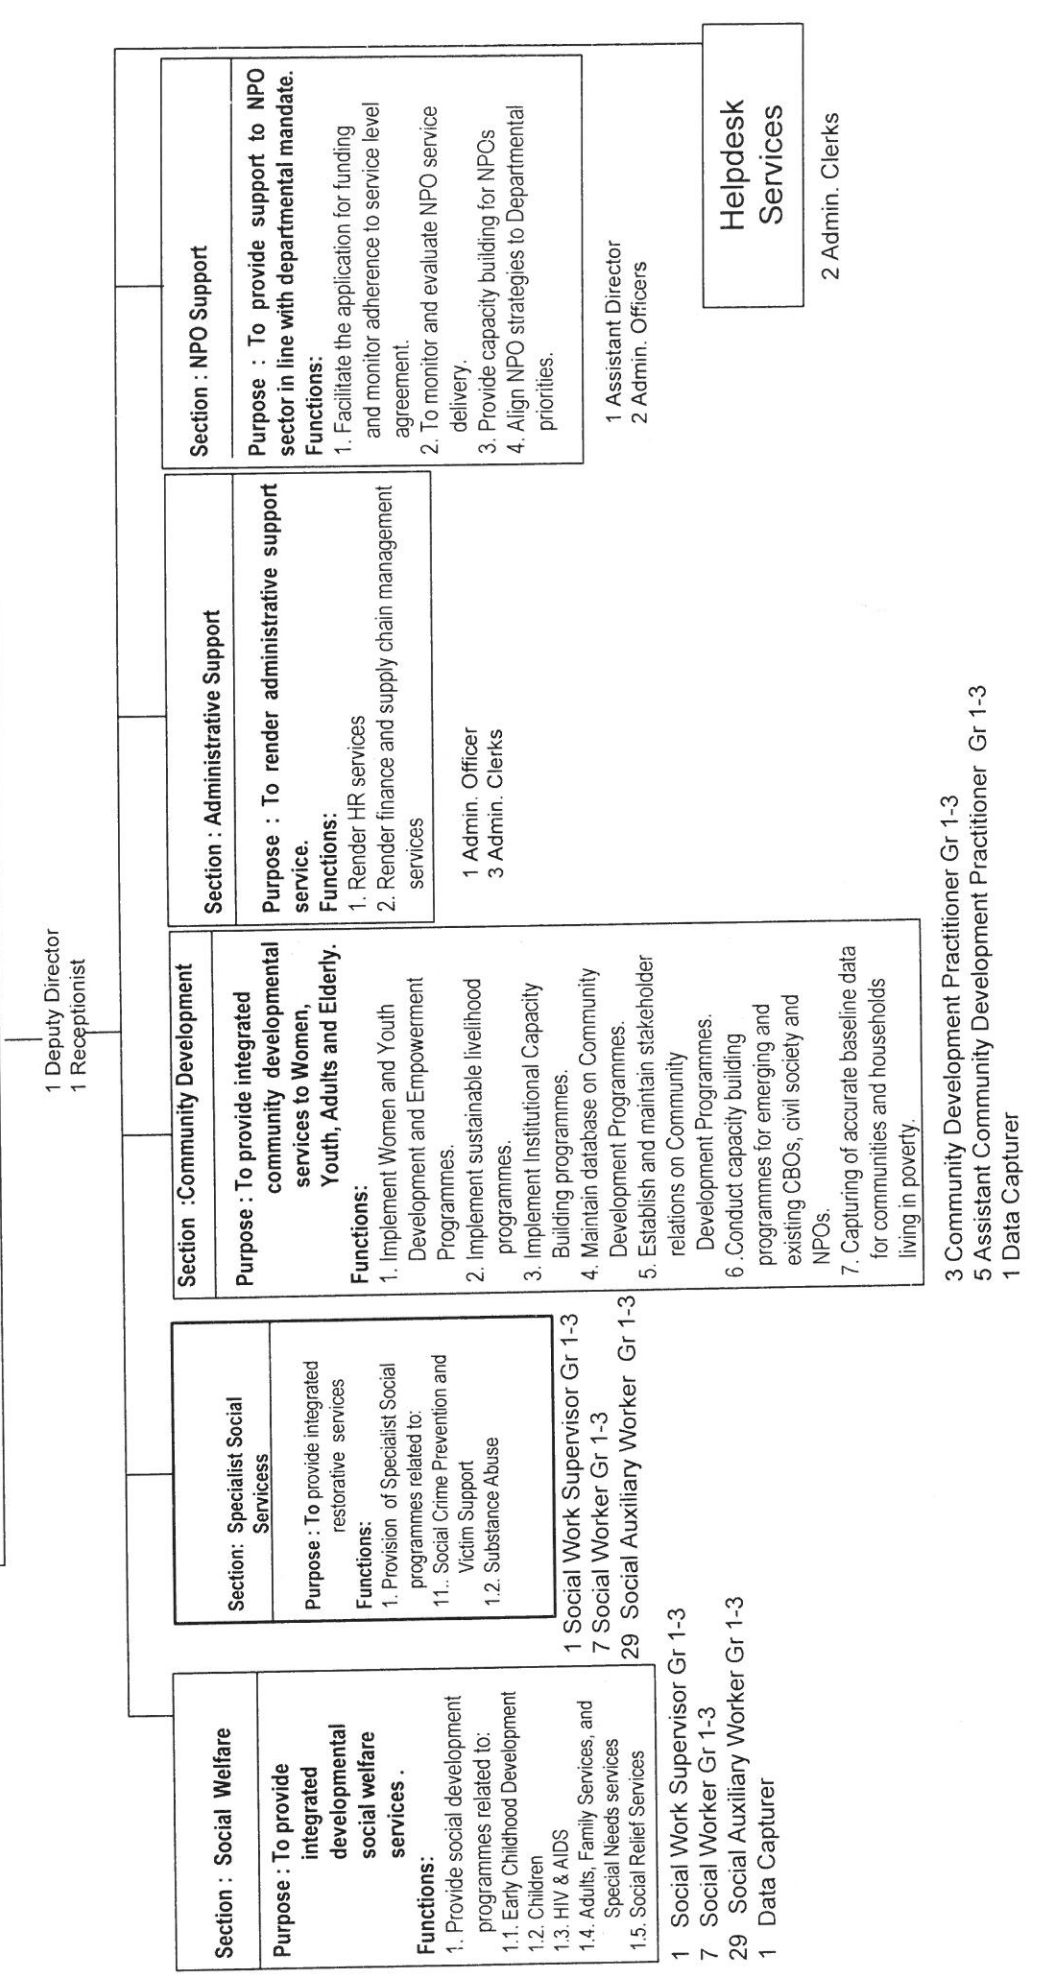 1 Deputy Director
1 Receptionist
Section : Social Welfare
Purpose : To provide
integrated
developmental
social welfare
services .
Functions:
1. Provide social development
programmes related to:
1.1. Early Childhood Development
1.2. Children
1.3. HIV & AIDS
1.4. Adults, Family Services, and
Special Needs services
1.5. Social Relief Services
1 Social Work Supervisor Gr 1-3
7 Social Worker Gr 1-3
29 Social Auxiliary Worker Gr 1-3
1 Data Capturer
Section: Specialist Social
Servicess
Purpose : To provide integrated
restorative services
Functions:
1. Provision of Specialist Social
programmes related to:
11.. Social Crime Prevention and
Victim Support
1.2. Substance Abuse
1 Social Work Supervisor Gr 1-3
7 Social Worker Gr 1-3
29 Social Auxiliary Worker Gr 1-3
Section :Community Development
Purpose : To provide integrated
community developmental
services to Women,
Youth, Adults and Elderly.
Functions:
1. Implement Women and Youth
Development and Empowerment
Programmes.
2. Implement sustainable livelihood
programmes.
3. Implement Institutional Capacity
Building programmes.
4. Maintain database on Community
Development Programmes.
5. Establish and maintain stakeholder
relations on Community
Development Programmes.
6 .Conduct capacity building
programmes for emerging and
existing CBOs, civil society and
NPOs.
7. Capturing of accurate baseline data
for communities and households
living in poverty.
3 Community Development Practitioner Gr 1-3
5 Assistant Community Development Practitioner Gr 1-3
1 Data Capturer
Section : Administrative Support
Purpose : To render administrative support
service.
Functions:
1. Render HR services
2. Render finance and supply chain management
services
1 Admin. Officer
3 Admin. Clerks
Section : NPO Support
Purpose : To provide support to NPO
sector in line with departmental mandate.
Functions:
1. Facilitate the application for funding
and monitor adherence to service level
agreement.
2. To monitor and evaluate NPO service
delivery.
3. Provide capacity building for NPOs
4. Align NPO strategies to Departmental
priorities.
1 Assistant Director
2 Admin. Officers
Helpdesk
Services
2 Admin. Clerks